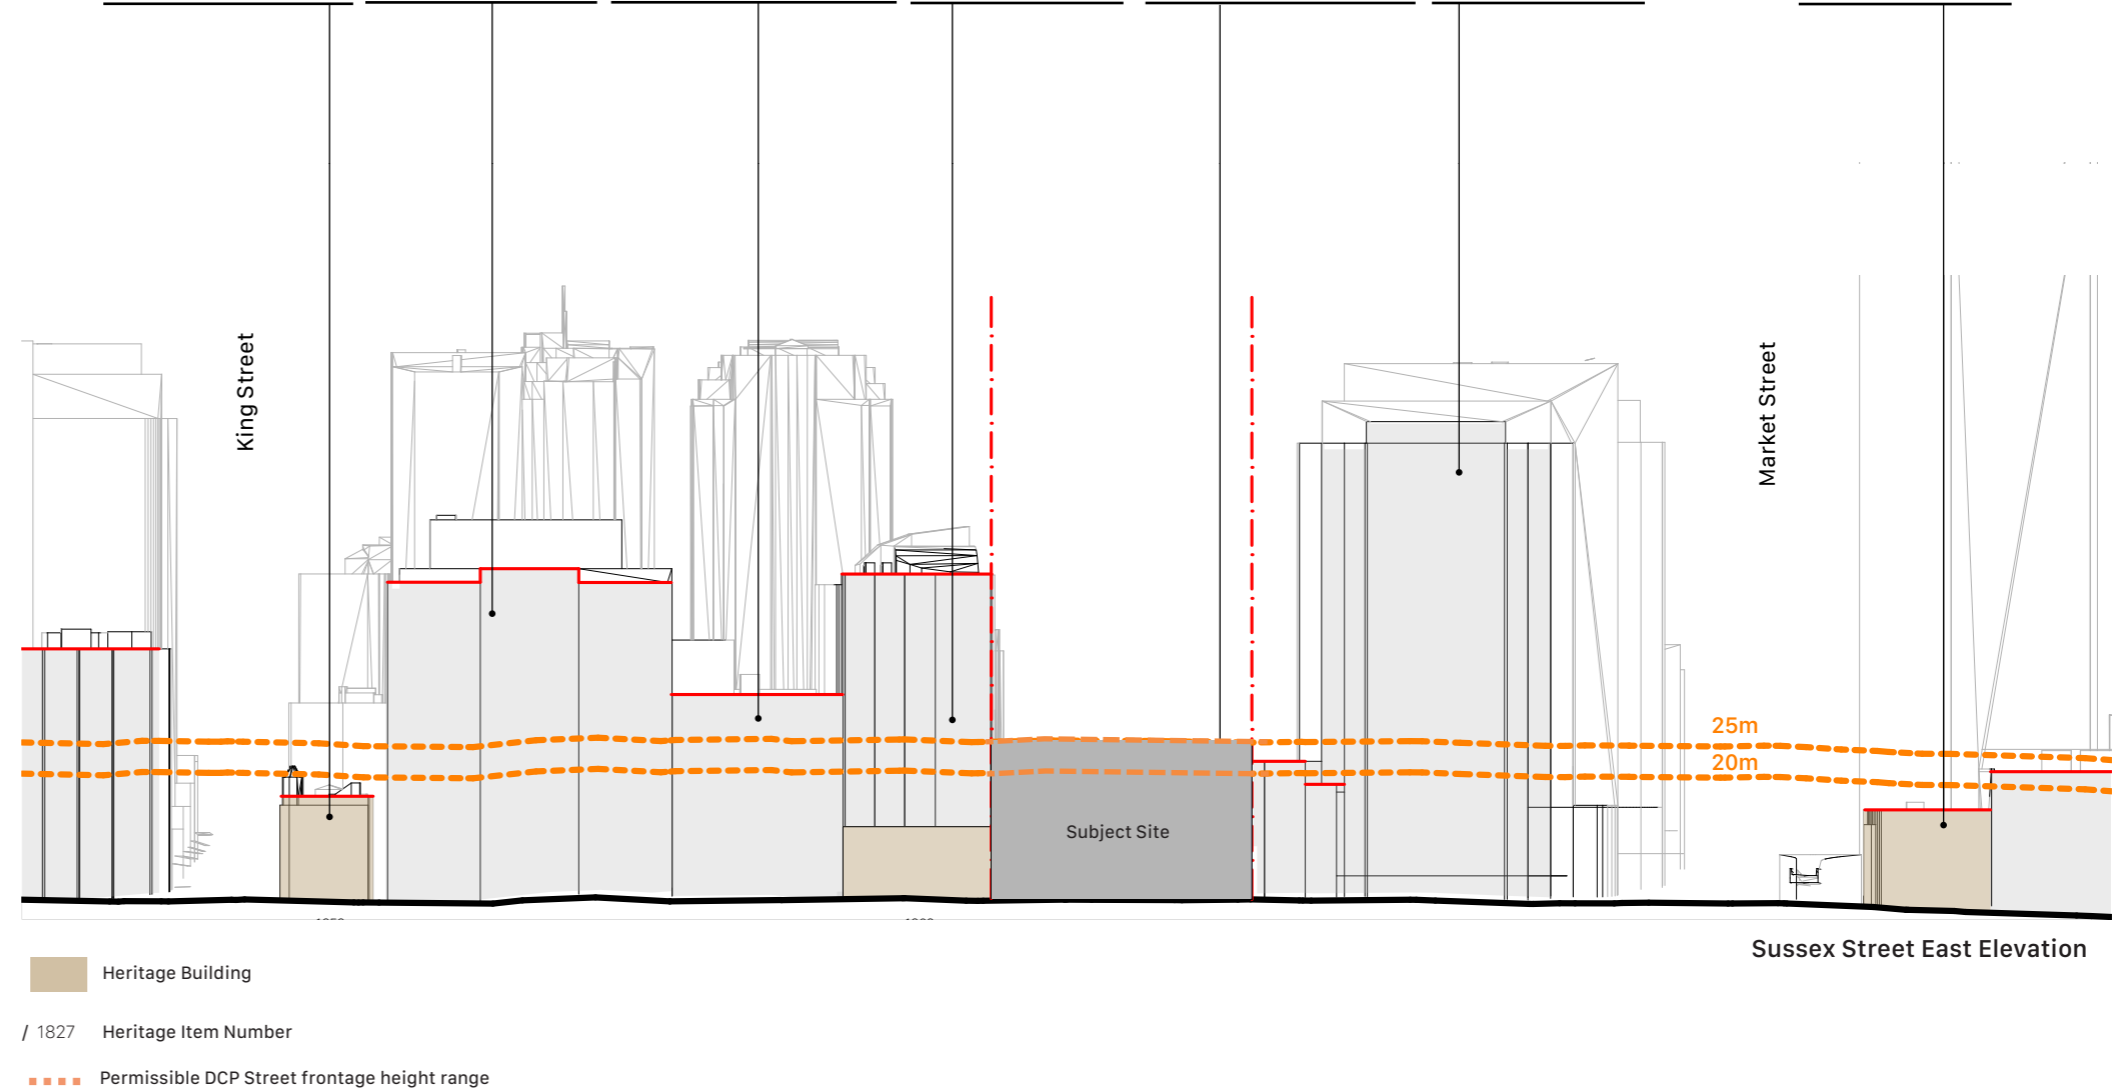 King Street
Market Street
25m
20m
Subject Site
Sussex Street East Elevation
Heritage Building
/ 1827 Heritage Item Number
Permissible DCP Street frontage height range